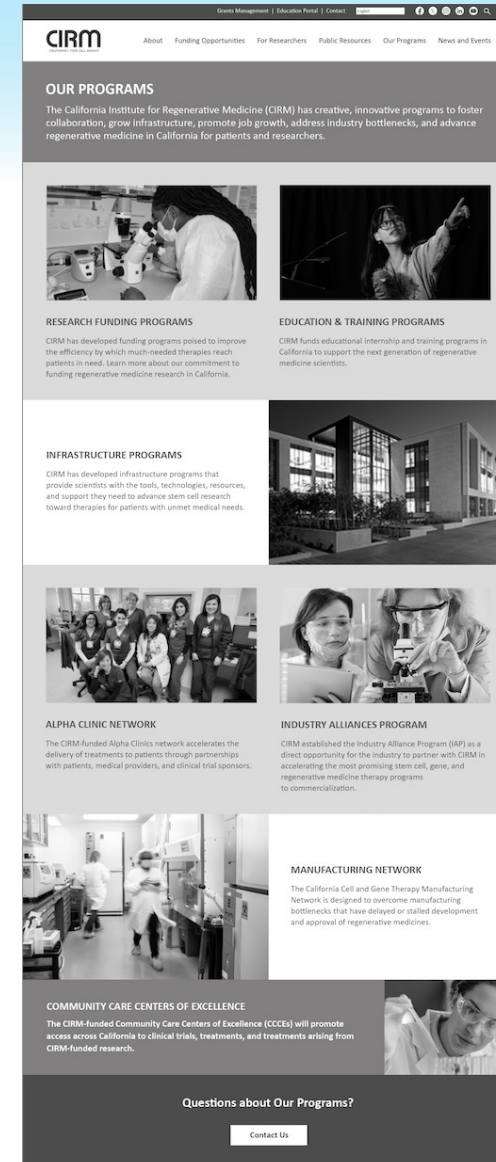 Grants Management | Education Portal | Contact English
CIRM
About Funding Opportunities For Researchers Public Resources Our Programs News and Events
OUR PROGRAMS
The California Institute for Regenerative Medicine (CIRM) has creative, innovative programs to foster
collaboration, grow infrastructure, promote job growth, address industry bottlenecks, and advance
regenerative medicine in California for patients and researchers.
RESEARCH FUNDING PROGRAMS
CIRM has developed funding programs poised to improve
the efficiency by which much-needed therapies reach
patients in need. Learn more about our commitment to
funding regenerative medicine research in California.
EDUCATION & TRAINING PROGRAMS
CIRM funds educational internship and training programs in
California to support the next generation of regenerative
medicine scientists.
INFRASTRUCTURE PROGRAMS
CIRM has developed infrastructure programs that
provide scientists with the tools, technologies, resources,
and support they need to advance stem cell research
toward therapies for patients with unmet medical needs.
ALPHA CLINIC NETWORK
The CIRM-funded Alpha Clinics network accelerates the
delivery of treatments to patients through partnerships
with patients, medical providers, and clinical trial sponsors.
INDUSTRY ALLIANCES PROGRAM
CIRM established the Industry Alliance Program (IAP) as a
direct opportunity for the industry to partner with CIRM in
accelerating the most promising stem cell, gene, and
regenerative medicine therapy programs
to commercialization.
MANUFACTURING NETWORK
The California Cell and Gene Therapy Manufacturing
Network is designed to overcome manufacturing
bottlenecks that have delayed or stalled development
and approval of regenerative medicines.
COMMUNITY CARE CENTERS OF EXCELLENCE
The CIRM-funded Community Care Centers of Excellence (CCCEs) will promote
access across California to clinical trials, treatments, and treatments arising from
CIRM-funded research.
Questions about Our Programs?
Contact Us